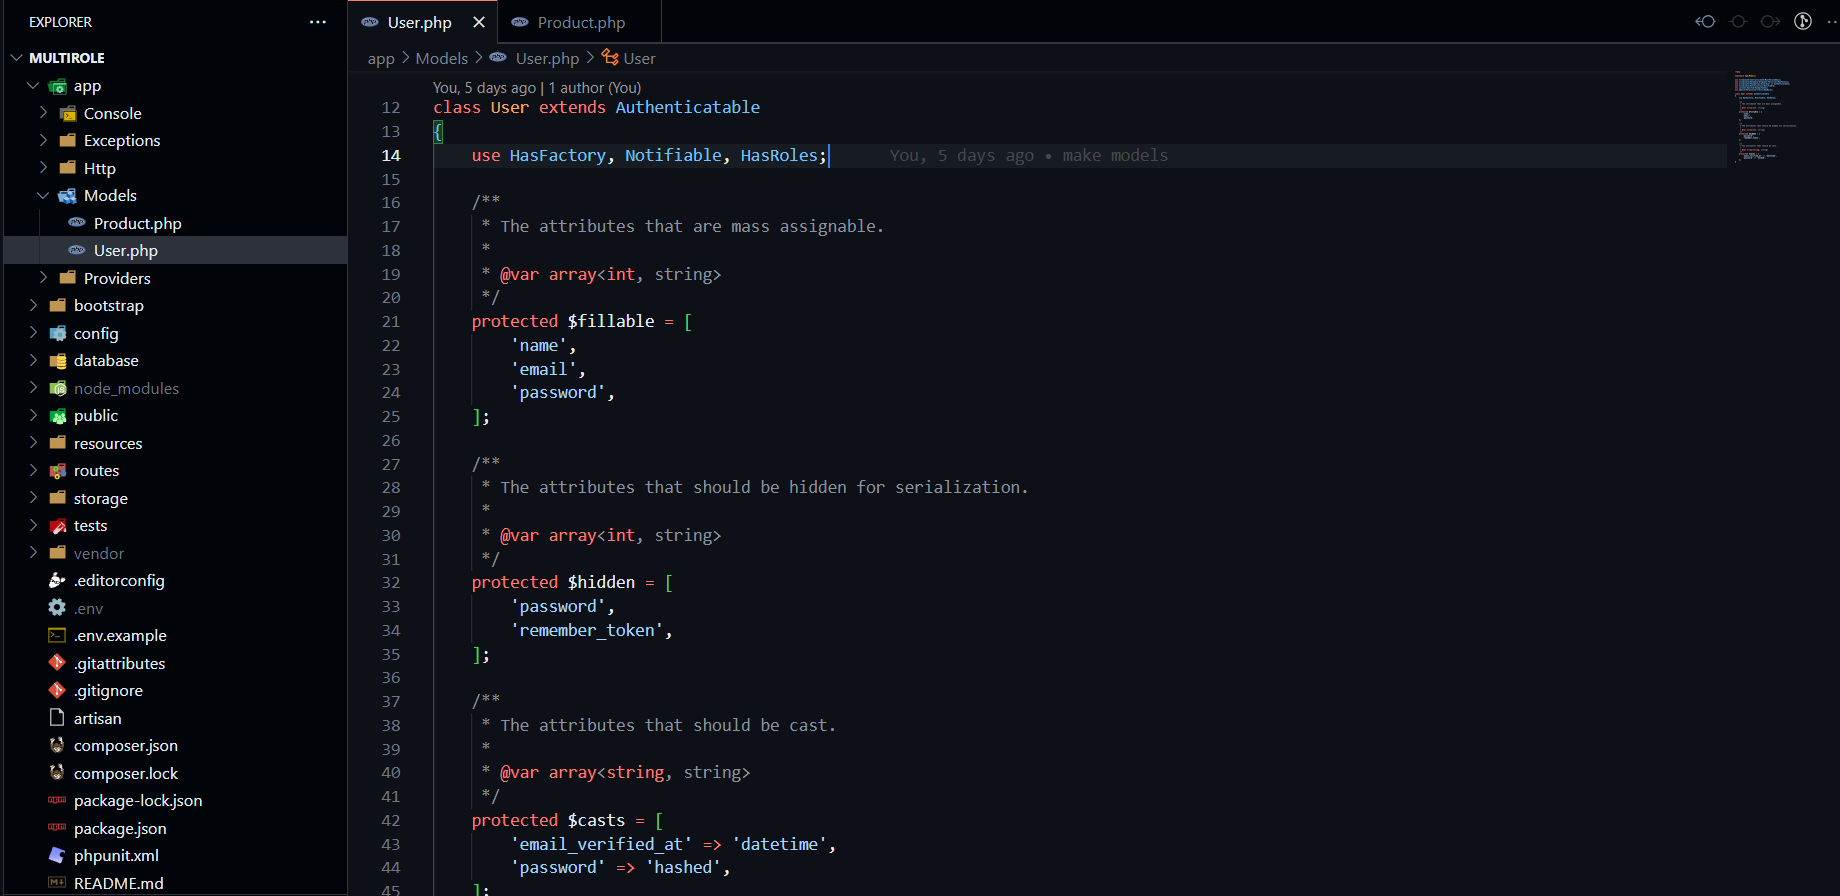 EXPLORER
MULTIROLE
app
Console
Exceptions
Http
Models
Product.php
User.php
Providers
bootstrap
config
database
node_modules
public
resources
routes
storage
tests
vendor
.editorconfig
.env
.env.example
.gitattributes
.gitignore
artisan
composer.json
composer.lock
package-lock.json
package.json
phpunit.xml
README.md
User.php
Product.php
app > Models > User.php > User
You, 5 days ago | 1 author (You)
12 class User extends Authenticatable
13 {
14 use HasFactory, Notifiable, HasRoles; You, 5 days ago • make models
15
16 /**
17 * The attributes that are mass assignable.
18 *
19 * @var array<int, string>
20 */
21 protected $fillable = [
22 'name',
23 'email',
24 'password',
25 ];
26
27 /**
28 * The attributes that should be hidden for serialization.
29 *
30 * @var array<int, string>
31 */
32 protected $hidden = [
33 'password',
34 'remember_token',
35 ];
36
37 /**
38 * The attributes that should be cast.
39 *
40 * @var array<string, string>
41 */
42 protected $casts = [
43 'email_verified_at' => 'datetime',
44 'password' => 'hashed',
45 ];